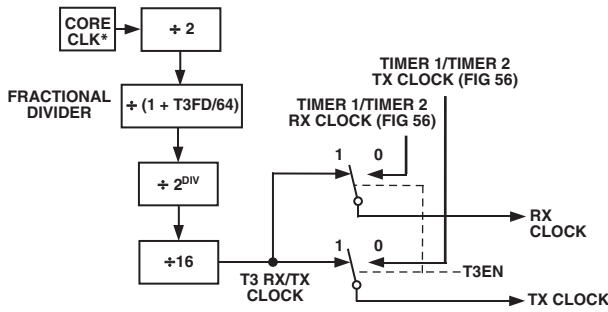 CORE
CLK*
÷ 2
FRACTIONAL
DIVIDER
÷ (1 + T3FD/64)
TIMER 1/TIMER 2
TX CLOCK (FIG 56)
TIMER 1/TIMER 2
RX CLOCK (FIG 56)
÷ 2DIV
1 0
RX
CLOCK
÷16
1 0
T3 RX/TX
CLOCK
T3EN
TX CLOCK